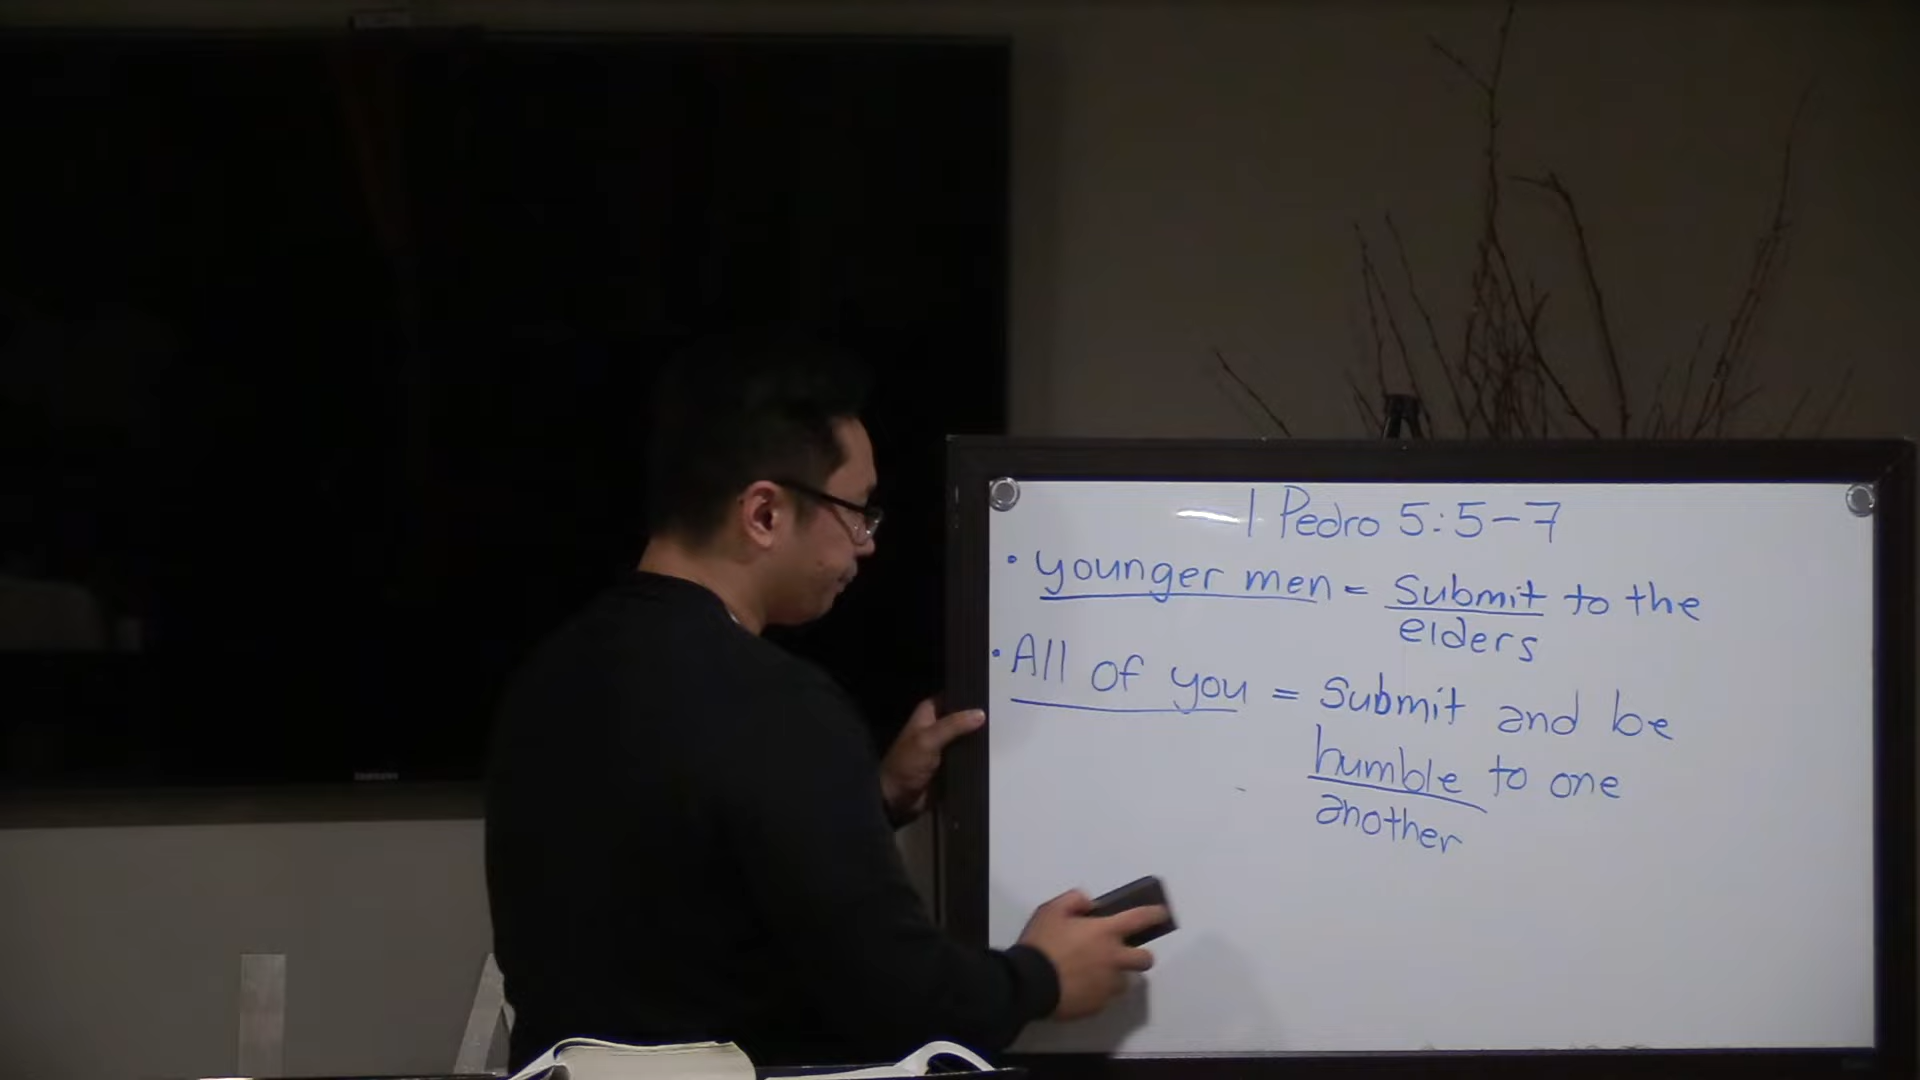 1 Pedro 5:5-7
• younger men = submit to the
elders
• All of you = submit and be
humble to one
another
SAMSUNG